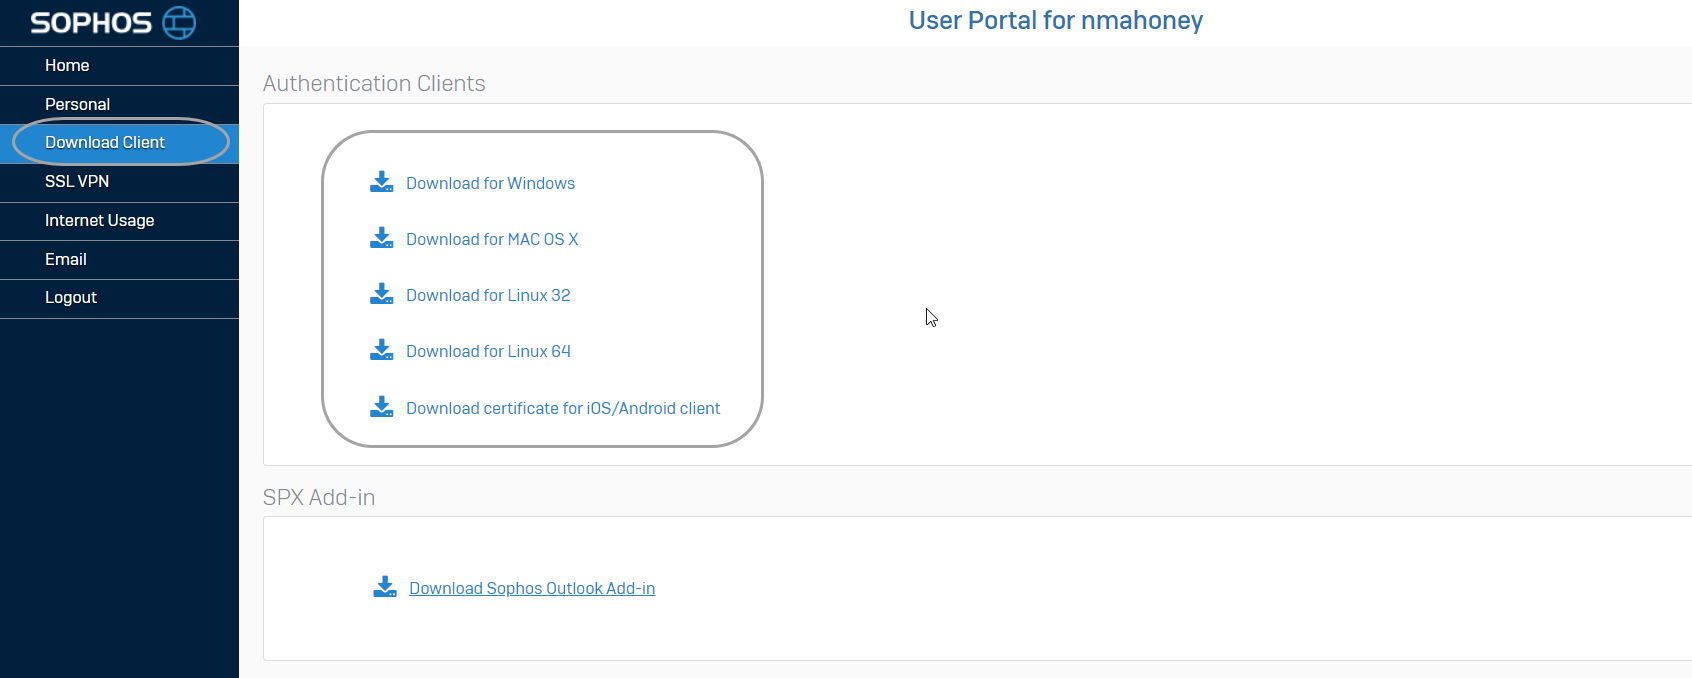 SOPHOS
User Portal for nmahoney
Home
Personal
Download Client
SSL VPN
Internet Usage
Email
Logout
Authentication Clients
Download for Windows
Download for MAC OS X
Download for Linux 32
Download for Linux 64
Download certificate for iOS/Android client
SPX Add-in
Download Sophos Outlook Add-in